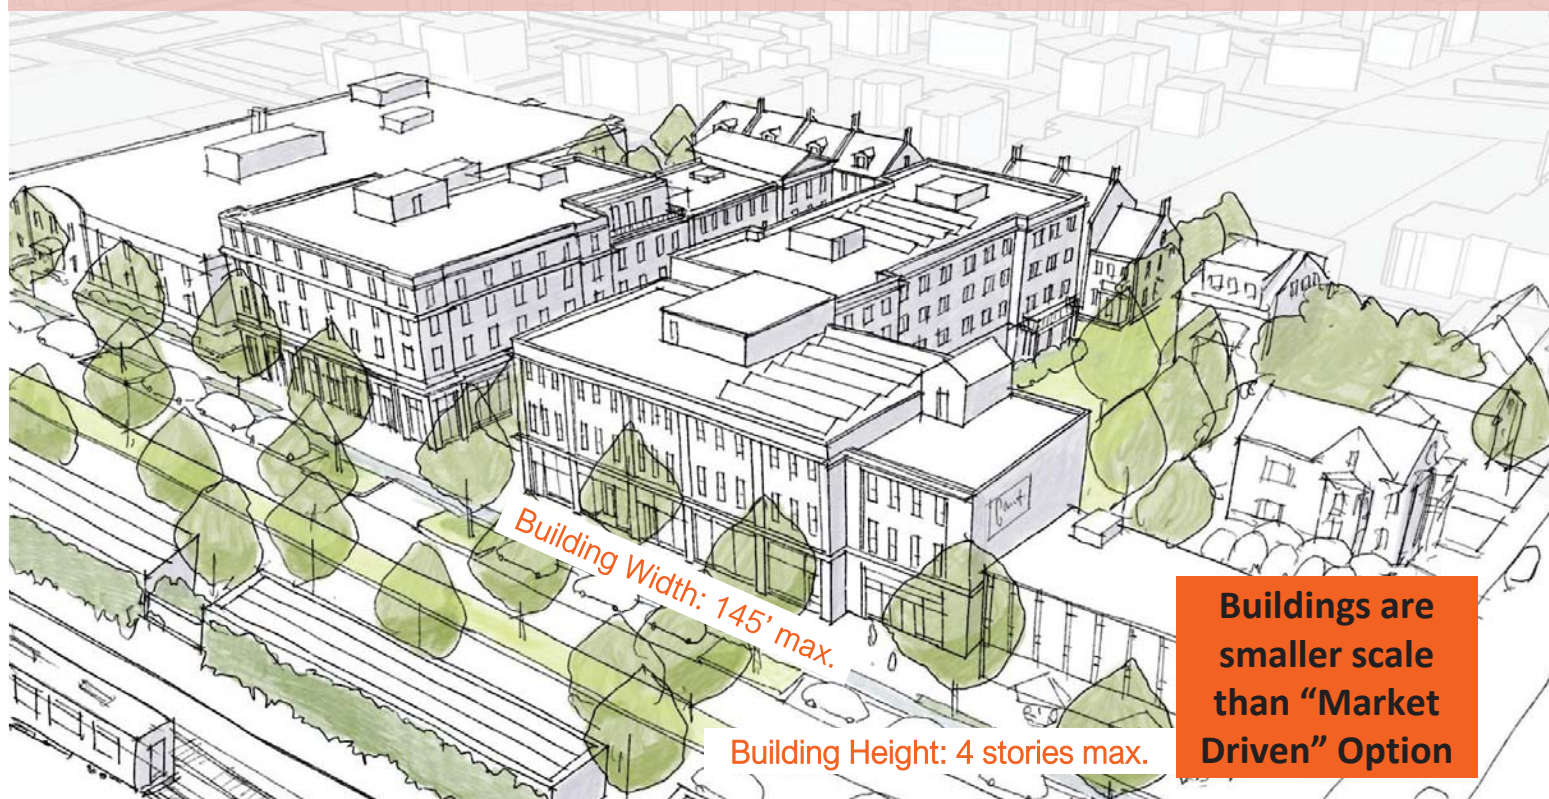 Building Width: 145’ max.
Building Height: 4 stories max.
Buildings are
smaller scale
than “Market
Driven” Option